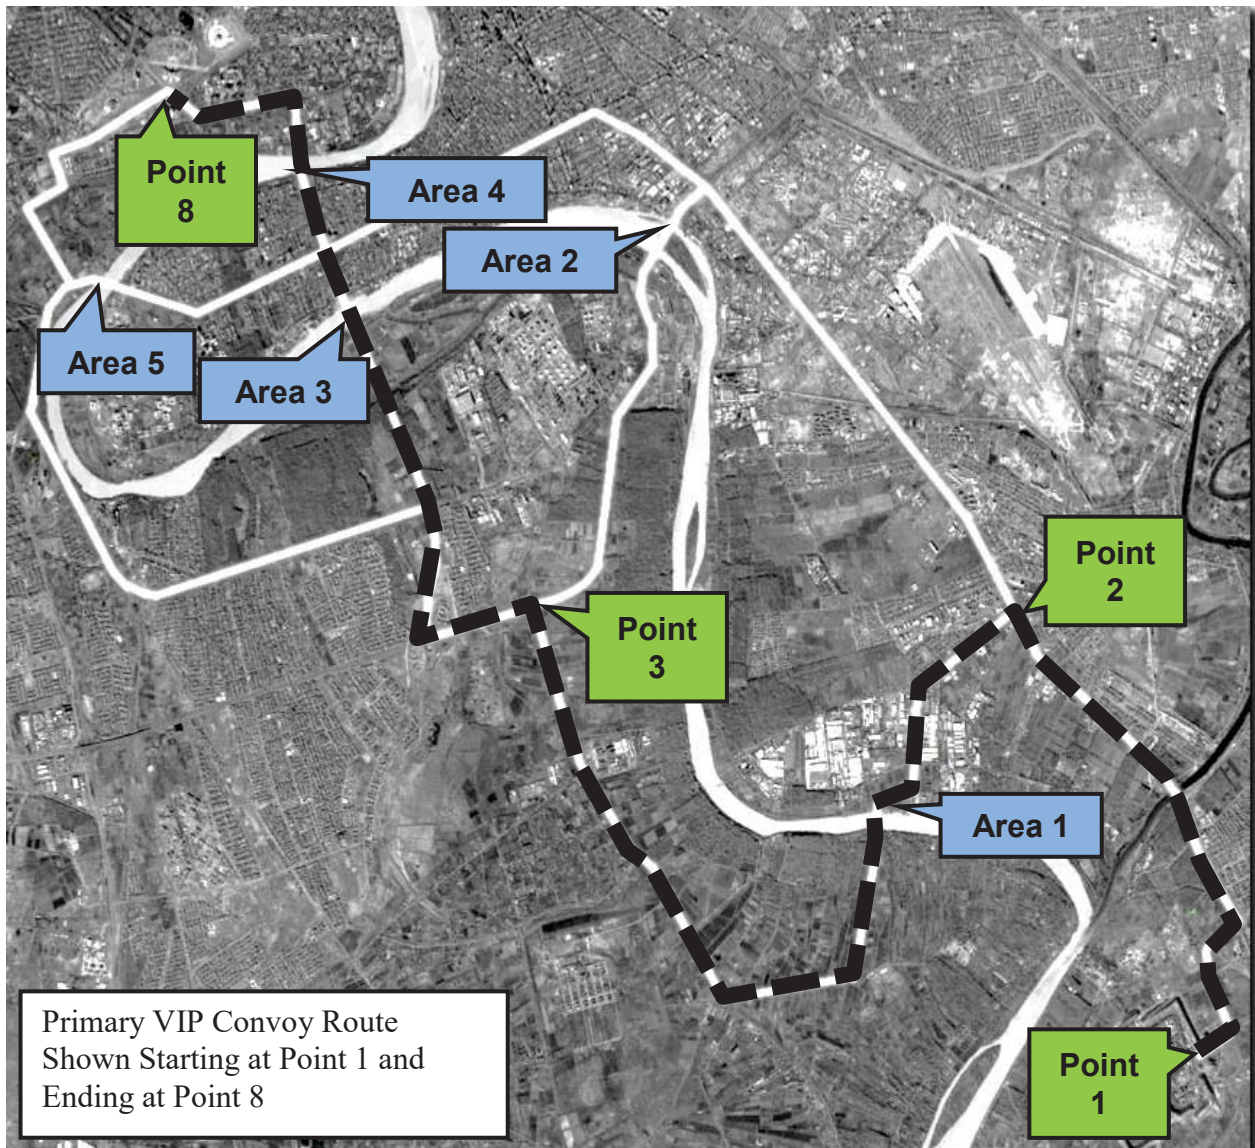 Point
8
Area 4
Area 2
Area 5
Area 3
Point
2
Point
3
Area 1
Primary VIP Convoy Route
Shown Starting at Point 1 and
Ending at Point 8
Point
1